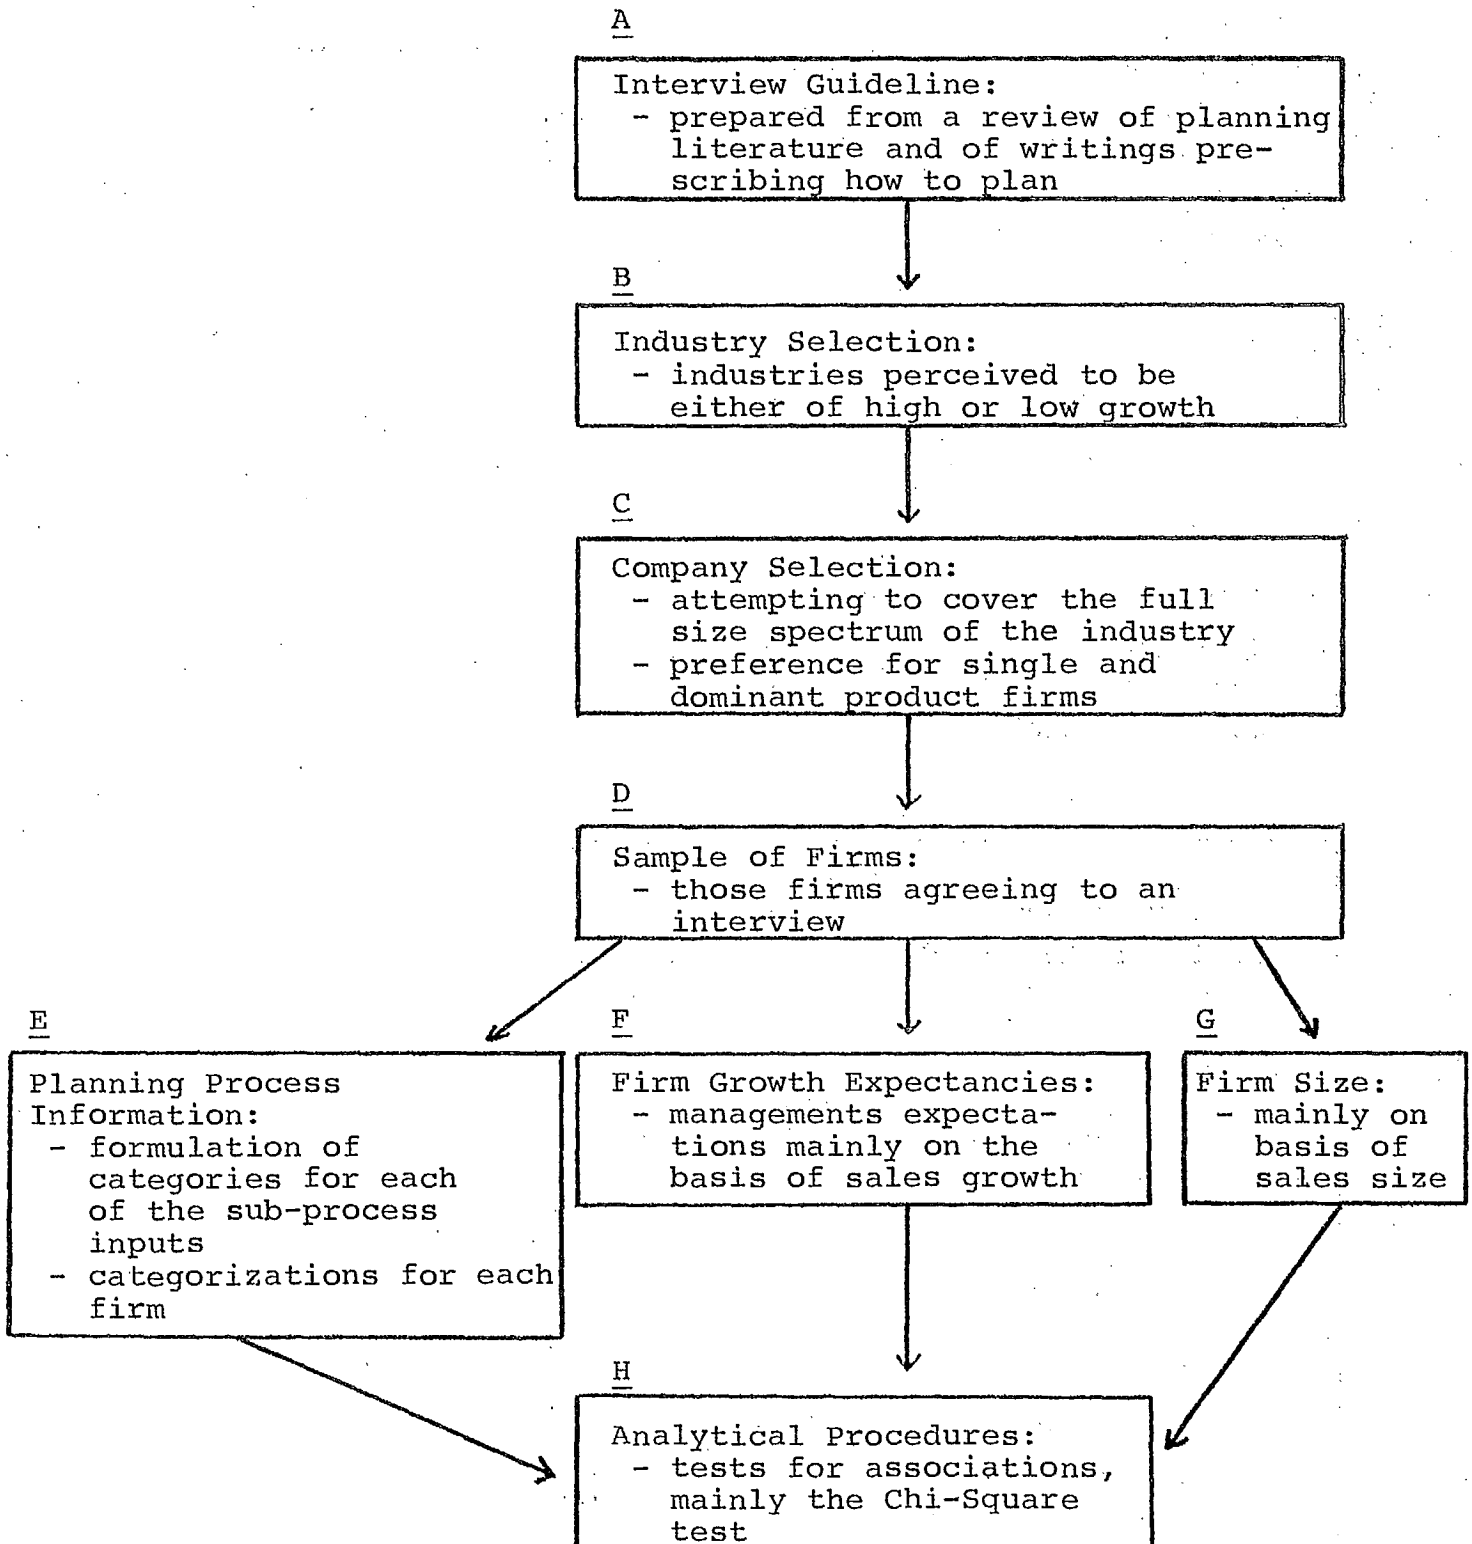 A
Interview Guideline:
- prepared from a review of planning
literature and of writings pre-
scribing how to plan
B
Industry Selection:
- industries perceived to be
either of high or low growth
C
Company Selection:
- attempting to cover the full
size spectrum of the industry
- preference for single and
dominant product firms
D
Sample of Firms:
- those firms agreeing to an
interview
E
Planning Process
Information:
- formulation of
categories for each
of the sub-process
inputs
- categorizations for each
firm
F
Firm Growth Expectancies:
- managements expecta-
tions mainly on the
basis of sales growth
G
Firm Size:
- mainly on
basis of
sales size
H
Analytical Procedures:
- tests for associations,
mainly the Chi-Square
test